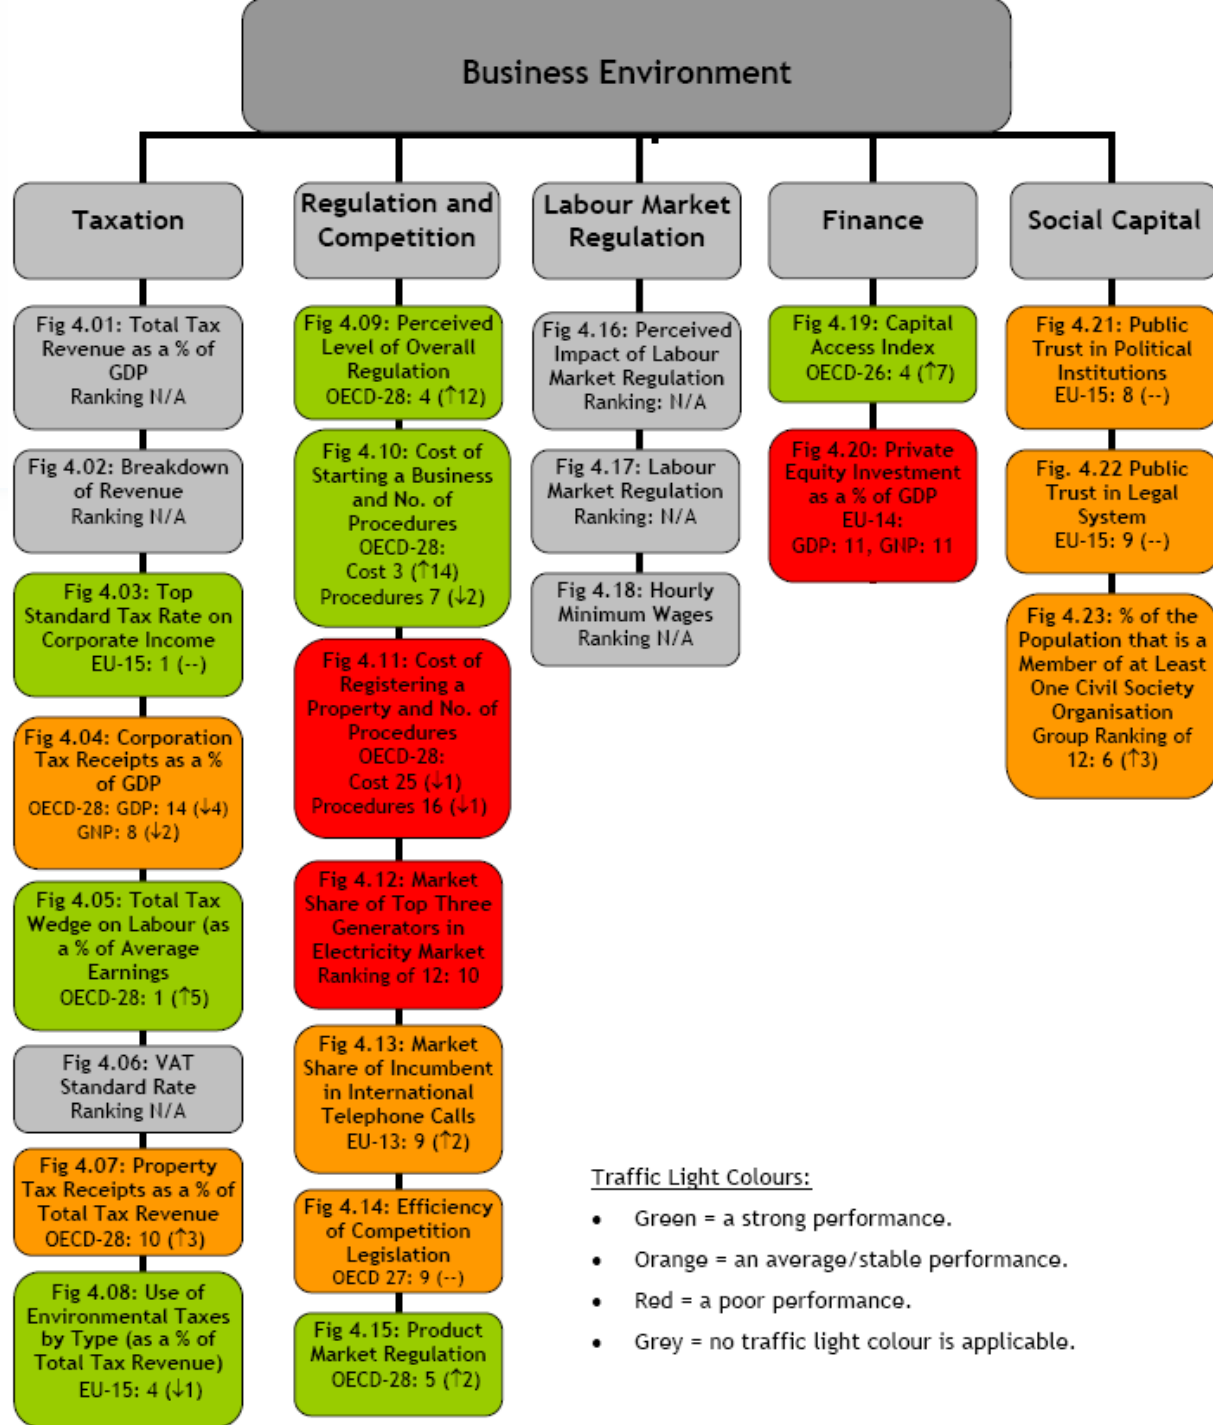 Business Environment
Taxation
Fig 4.01: Total Tax
Revenue as a % of
GDP
Ranking N/A
Fig 4.02: Breakdown
of Revenue
Ranking N/A
Fig 4.03: Top
Standard Tax Rate on
Corporate Income
EU-15: 1 (--)
Fig 4.04: Corporation
Tax Receipts as a %
of GDP
OECD-28: GDP: 14 (↓4)
GNP: 8 (↓2)
Fig 4.05: Total Tax
Wedge on Labour (as
a % of Average
Earnings
OECD-28: 1 (↑5)
Fig 4.06: VAT
Standard Rate
Ranking N/A
Fig 4.07: Property
Tax Receipts as a % of
Total Tax Revenue
OECD-28: 10 (↑3)
Fig 4.08: Use of
Environmental Taxes
by Type (as a % of
Total Tax Revenue)
EU-15: 4 (↓1)
Regulation and
Competition
Fig 4.09: Perceived
Level of Overall
Regulation
OECD-28: 4 (↑12)
Fig 4.10: Cost of
Starting a Business
and No. of
Procedures
OECD-28:
Cost 3 (↑14)
Procedures 7 (↓2)
Fig 4.11: Cost of
Registering a
Property and No. of
Procedures
OECD-28:
Cost 25 (↓1)
Procedures 16 (↓1)
Fig 4.12: Market
Share of Top Three
Generators in
Electricity Market
Ranking of 12: 10
Fig 4.13: Market
Share of Incumbent
in International
Telephone Calls
EU-13: 9 (↑2)
Fig 4.14: Efficiency
of Competition
Legislation
OECD 27: 9 (--)
Fig 4.15: Product
Market Regulation
OECD-28: 5 (↑2)
Labour Market
Regulation
Fig 4.16: Perceived
Impact of Labour
Market Regulation
Ranking: N/A
Fig 4.17: Labour
Market Regulation
Ranking: N/A
Fig 4.18: Hourly
Minimum Wages
Ranking N/A
Finance
Fig 4.19: Capital
Access Index
OECD-26: 4 (↑7)
Fig 4.20: Private
Equity Investment
as a % of GDP
EU-14:
GDP: 11, GNP: 11
Social Capital
Fig 4.21: Public
Trust in Political
Institutions
EU-15: 8 (--)
Fig. 4.22 Public
Trust in Legal
System
EU-15: 9 (--)
Fig 4.23: % of the
Population that is a
Member of at Least
One Civil Society
Organisation
Group Ranking of
12: 6 (↑3)
Traffic Light Colours:
• Green = a strong performance.
• Orange = an average/stable performance.
• Red = a poor performance.
• Grey = no traffic light colour is applicable.